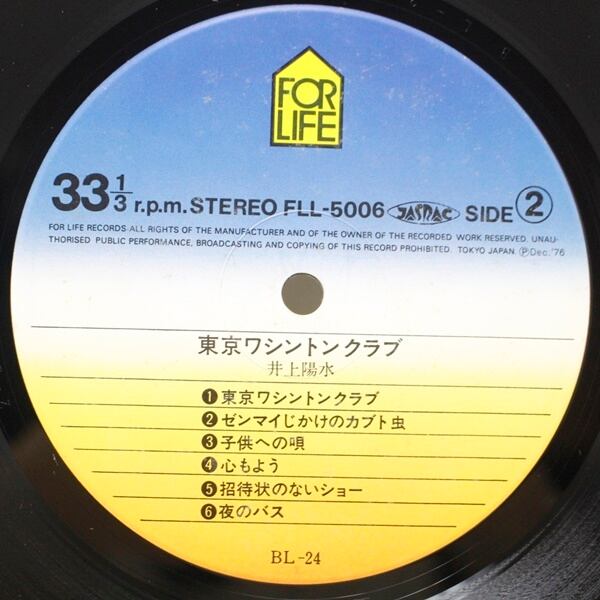 FOR
LIFE
33 1/3 r.p.m. STEREO FLL-5006 JASRAC SIDE ②
FOR LIFE RECORDS-ALL RIGHTS OF THE MANUFACTURER AND OF THE OWNER OF THE RECORDED WORK RESERVED. UNAU-
THORISED PUBLIC PERFORMANCE, BROADCASTING AND COPYING OF THIS RECORD PROHIBITED. TOKYO JAPAN. ℗Dec.'76
東京ワシントンクラブ
井上陽水
❶東京ワシントンクラブ
❷ゼンマイじかけのカブト虫
❸子供への唄
❹心もよう
❺招待状のないショー
❻夜のバス
BL-24